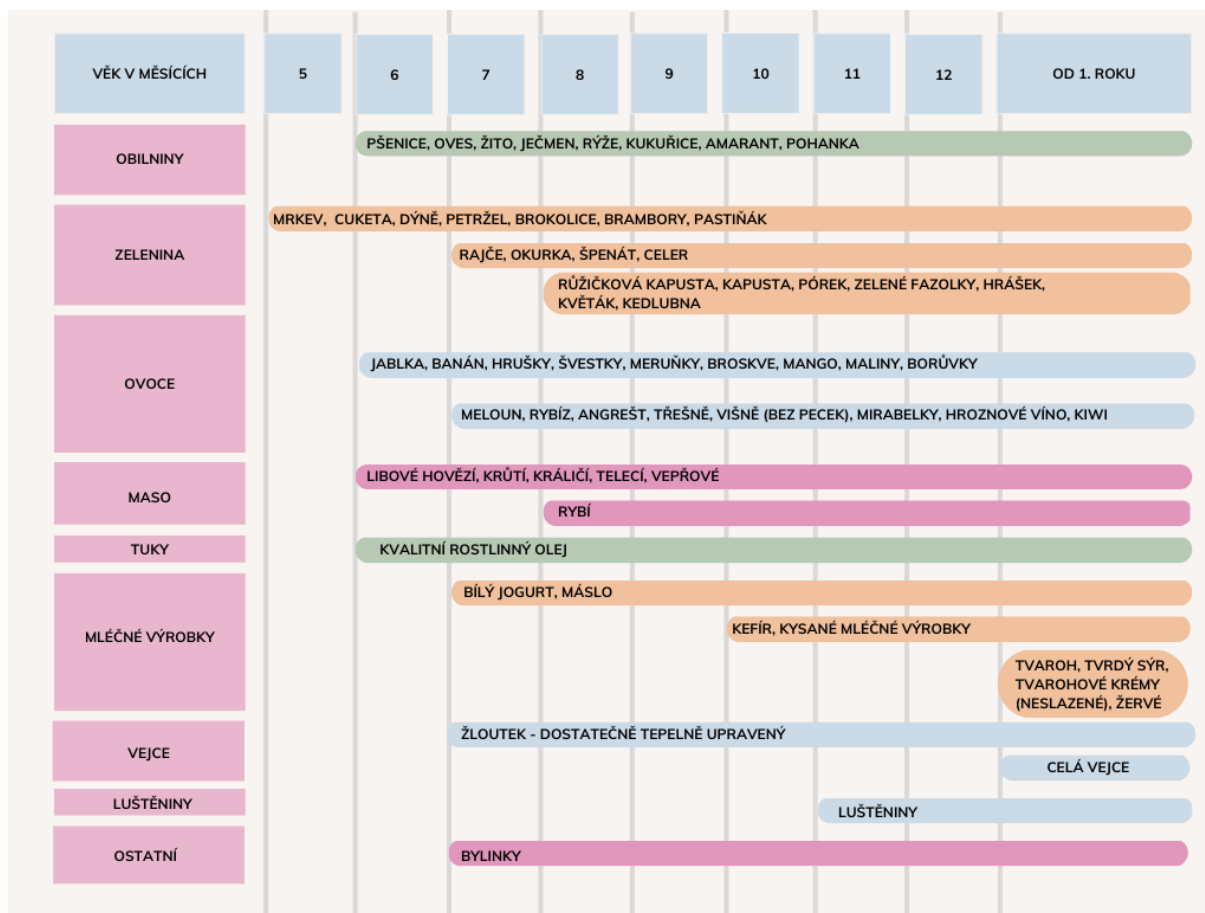 VĚK V MĚSÍCÍCH 5 6 7 8 9 10 11 12 OD 1. ROKU
OBILNINY
PŠENICE, OVES, ŽITO, JEČMEN, RÝŽE, KUKUŘICE, AMARANT, POHANKA
ZELENINA
MRKEV, CUKETA, DÝNĚ, PETRŽEL, BROKOLICE, BRAMBORY, PASTIŇÁK
RAJČE, OKURKA, ŠPENÁT, CELER
RŮŽIČKOVÁ KAPUSTA, KAPUSTA, PÓREK, ZELENÉ FAZOLKY, HRÁŠEK,
KVĚTÁK, KEDLUBNA
OVOCE
JABLKA, BANÁN, HRUŠKY, ŠVESTKY, MERUŇKY, BROSKVE, MANGO, MALINY, BORŮVKY
MELOUN, RYBÍZ, ANGREŠT, TŘEŠNĚ, VIŠNĚ (BEZ PECEK), MIRABELKY, HROZNOVÉ VÍNO, KIWI
MASO
LIBOVÉ HOVĚZÍ, KRŮTÍ, KRÁLIČÍ, TELECÍ, VEPŘOVÉ
RYBÍ
TUKY
KVALITNÍ ROSTLINNÝ OLEJ
MLÉČNÉ VÝROBKY
BÍLÝ JOGURT, MÁSLO
KEFÍR, KYSANÉ MLÉČNÉ VÝROBKY
TVAROH, TVRDÝ SÝR,
TVAROHOVÉ KRÉMY
(NESLAZENÉ), ŽERVÉ
VEJCE
ŽLOUTEK - DOSTATEČNĚ TEPELNĚ UPRAVENÝ
CELÁ VEJCE
LUŠTĚNINY
LUŠTĚNINY
OSTATNÍ
BYLINKY